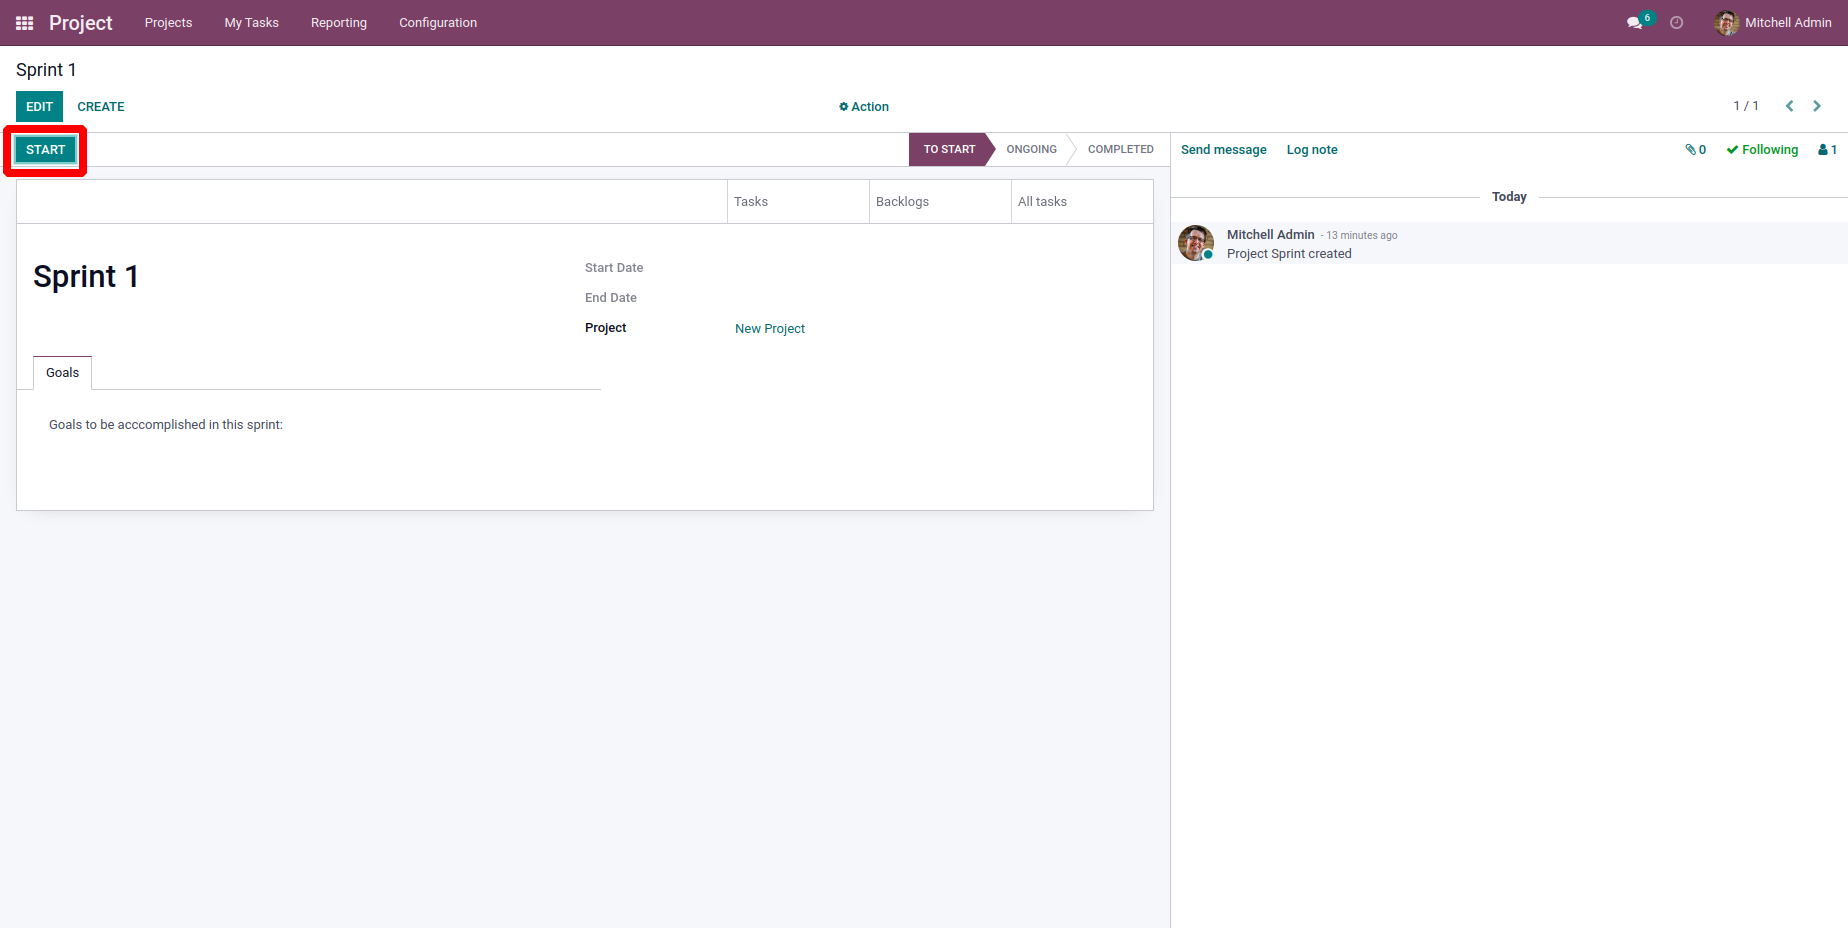 Project Projects My Tasks Reporting Configuration 6 Mitchell Admin
Sprint 1
EDIT CREATE Action 1 / 1
START TO START ONGOING COMPLETED Send message Log note 0 Following 1
Tasks Backlogs All tasks
Today
Mitchell Admin - 13 minutes ago
Project Sprint created
Sprint 1
Start Date
End Date
Project New Project
Goals
Goals to be acccomplished in this sprint: